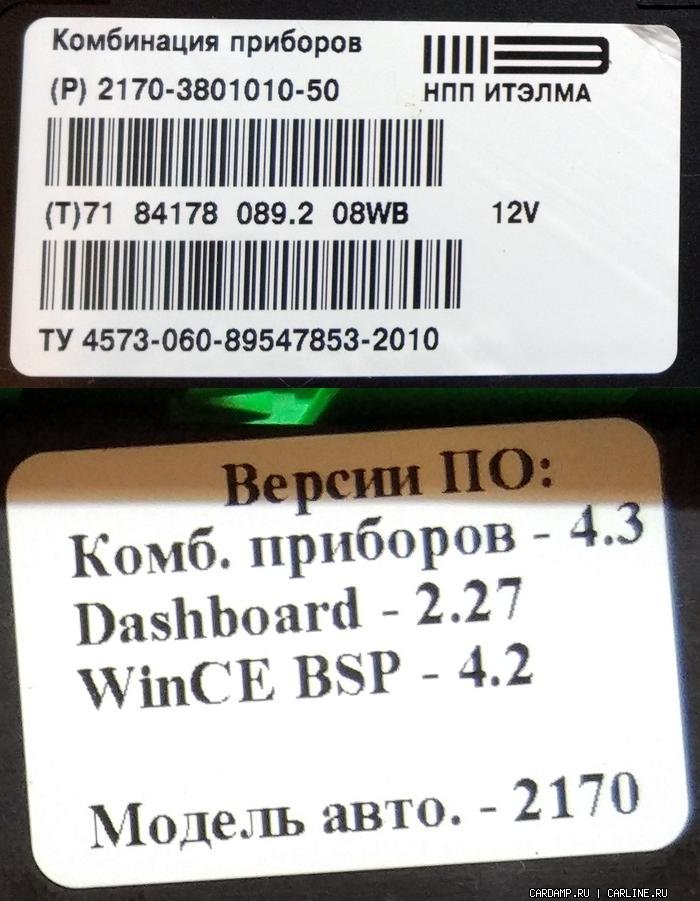 Комбинация приборов
(P) 2170-3801010-50
НПП ИТЭЛМА
(T)71 84178 089.2 08WB 12V
ТУ 4573-060-89547853-2010
Версии ПО:
Комб. приборов - 4.3
Dashboard - 2.27
WinCE BSP - 4.2
Модель авто. - 2170
CARDAMP.RU | CARLINE.RU